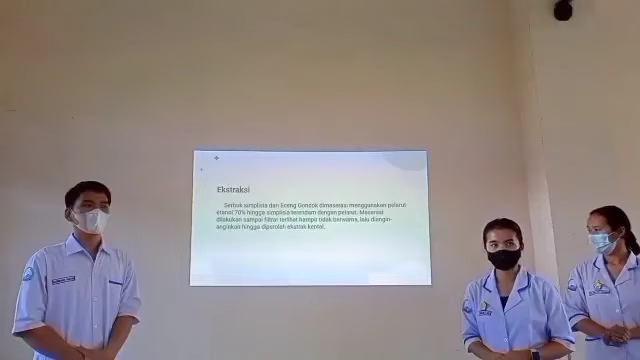 Ekstraksi
Serbuk simplisia dari Eceng Gondok dimaserasi menggunakan pelarut
etanol 70% hingga simplisia terendam dengan pelarut. Maserasi
dilakukan sampai filtrar terlihat hampir tidak berwarna, lalu diangin-
anginkan hingga diperoleh ekstrak kental.